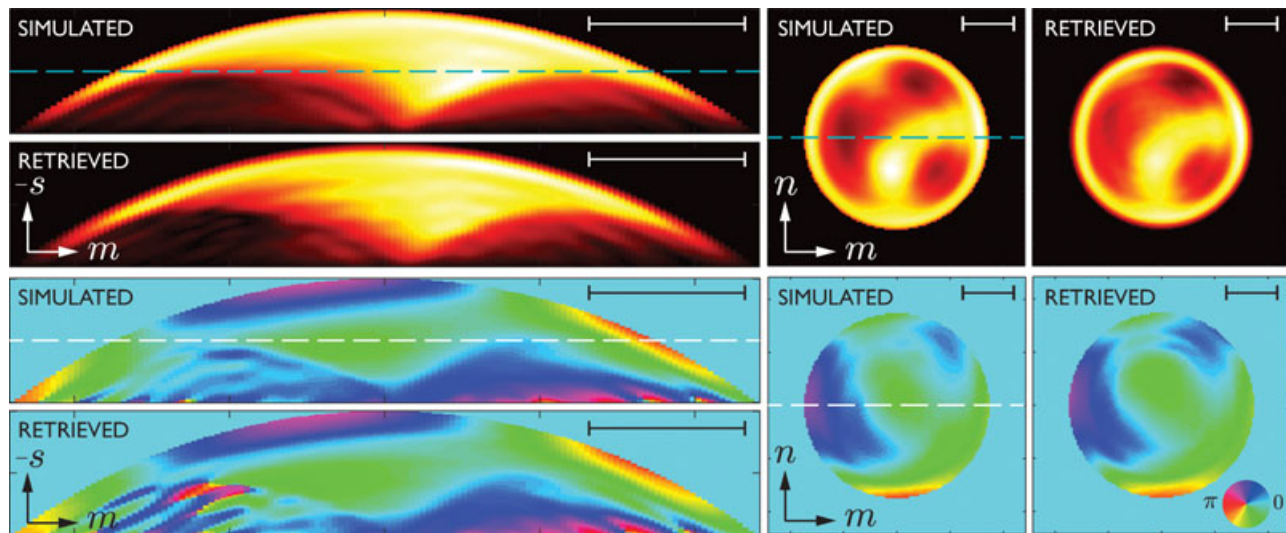 SIMULATED
RETRIEVED
−s
m
SIMULATED
RETRIEVED
−s
m
SIMULATED
n
m
RETRIEVED
SIMULATED
n
m
RETRIEVED
π 0